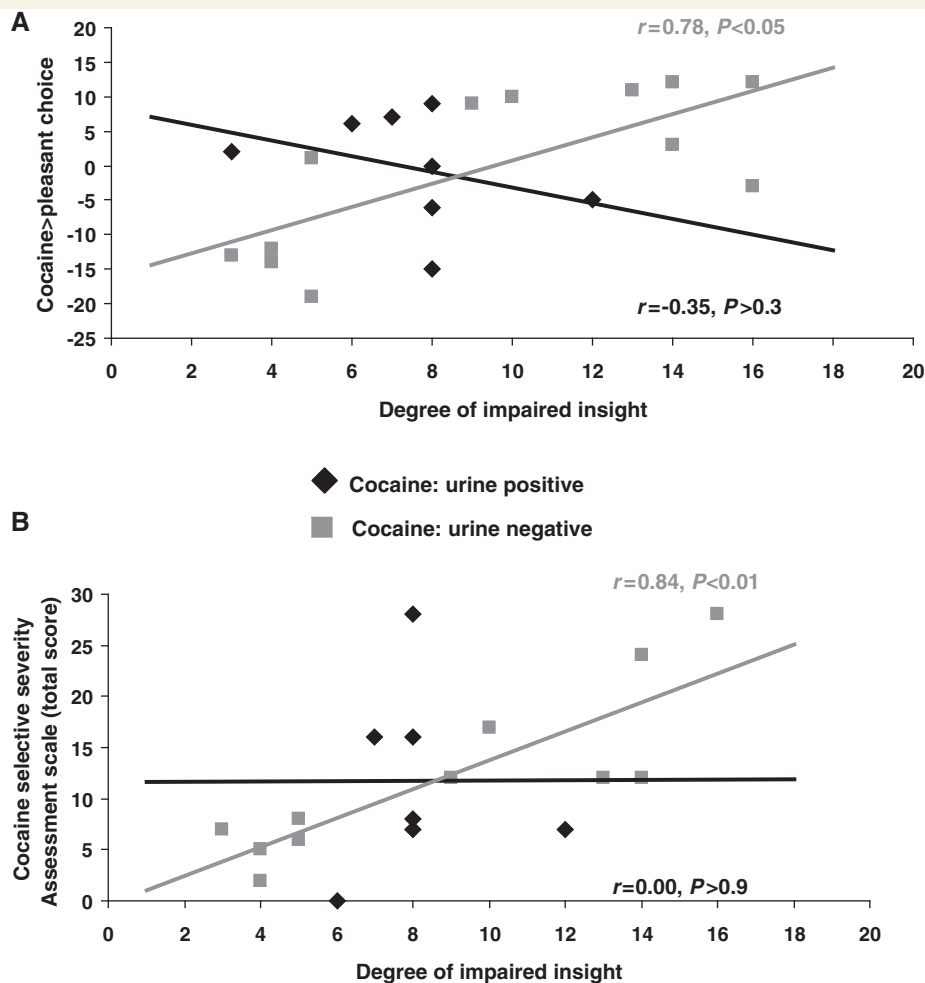 A
r=0.78, P<0.05
Cocaine>pleasant choice
20
15
10
5
0
-5
-10
-15
-20
-25
r=-0.35, P>0.3
0 2 4 6 8 10 12 14 16 18 20
Degree of impaired insight
Cocaine: urine positive
Cocaine: urine negative
B
r=0.84, P<0.01
Cocaine selective severity
Assessment scale (total score)
30
25
20
15
10
5
0
r=0.00, P>0.9
0 2 4 6 8 10 12 14 16 18 20
Degree of impaired insight